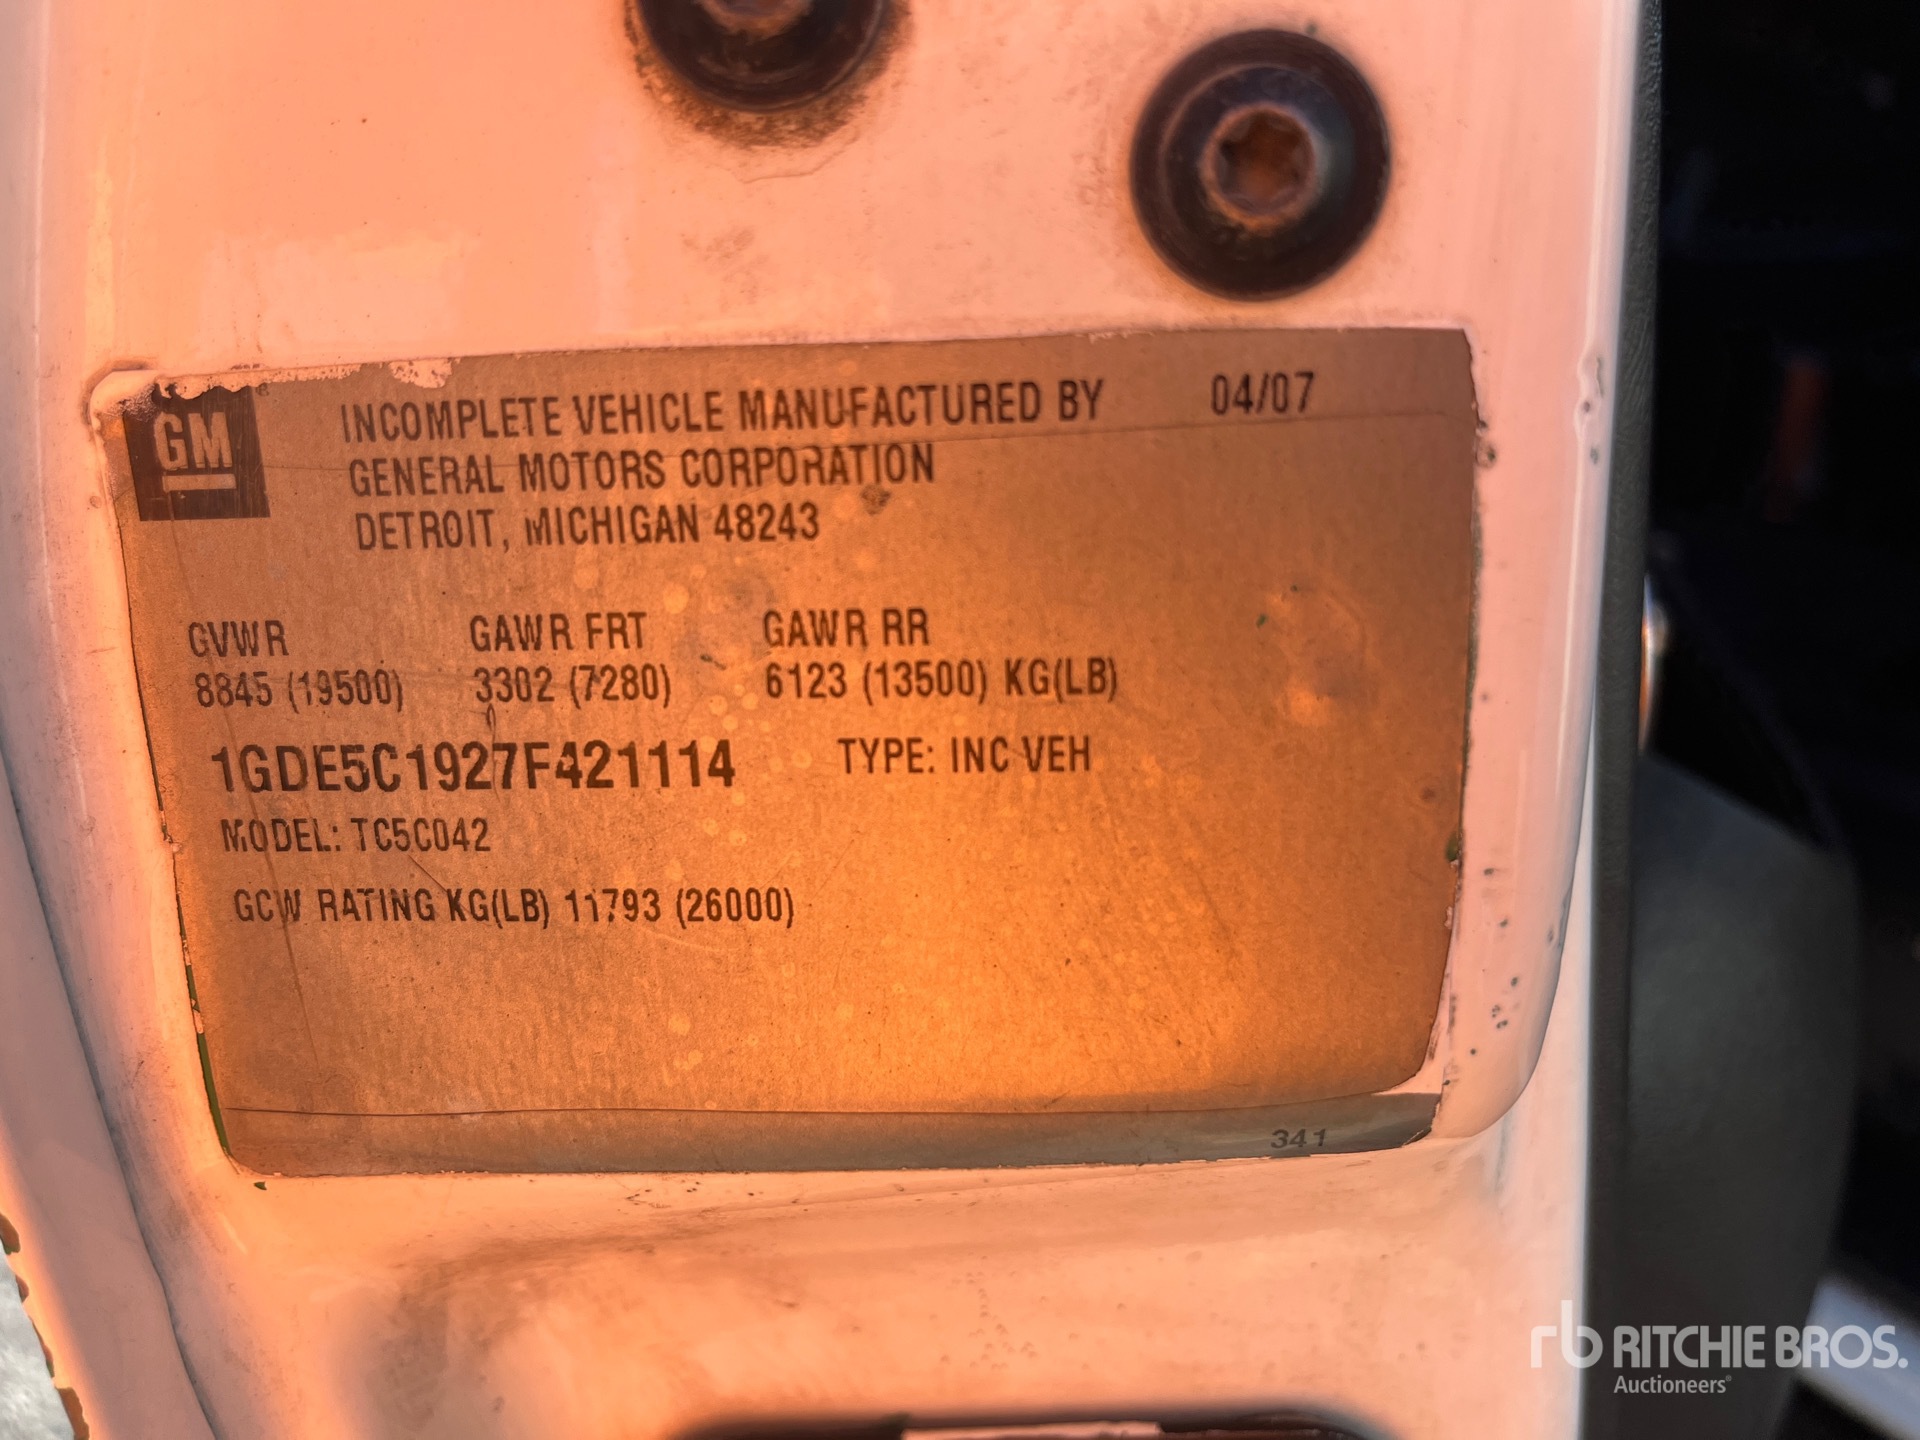 GM
INCOMPLETE VEHICLE MANUFACTURED BY 04/07
GENERAL MOTORS CORPORATION
DETROIT, MICHIGAN 48243
GVWR GAWR FRT GAWR RR
8845 (19500) 3302 (7280) 6123 (13500) KG(LB)
1GDE5C1927F421114 TYPE: INC VEH
MODEL: TC5C042
GCW RATING KG(LB) 11793 (26000)
341
rb RITCHIE BROS.
Auctioneers